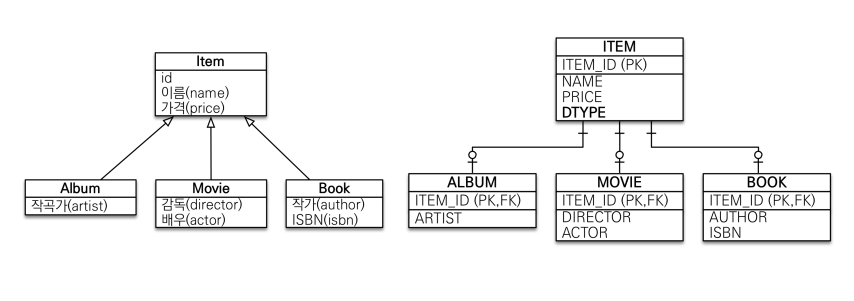 Item
id
이름(name)
가격(price)
Album
작곡가(artist)
Movie
감독(director)
배우(actor)
Book
작가(author)
ISBN(isbn)
ITEM
ITEM_ID (PK)
NAME
PRICE
DTYPE
ALBUM
ITEM_ID (PK,FK)
ARTIST
MOVIE
ITEM_ID (PK,FK)
DIRECTOR
ACTOR
BOOK
ITEM_ID (PK,FK)
AUTHOR
ISBN